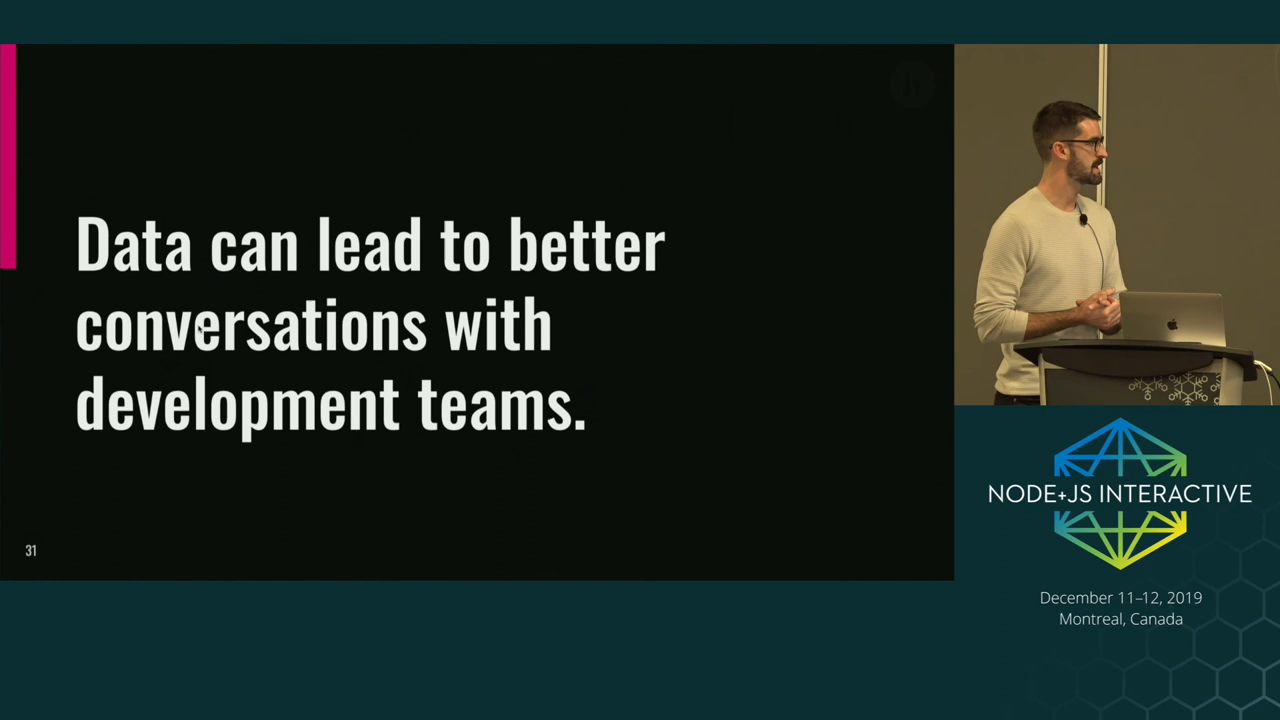 Data can lead to better
conversations with
development teams.
31
NODE+JS INTERACTIVE
December 11–12, 2019
Montreal, Canada